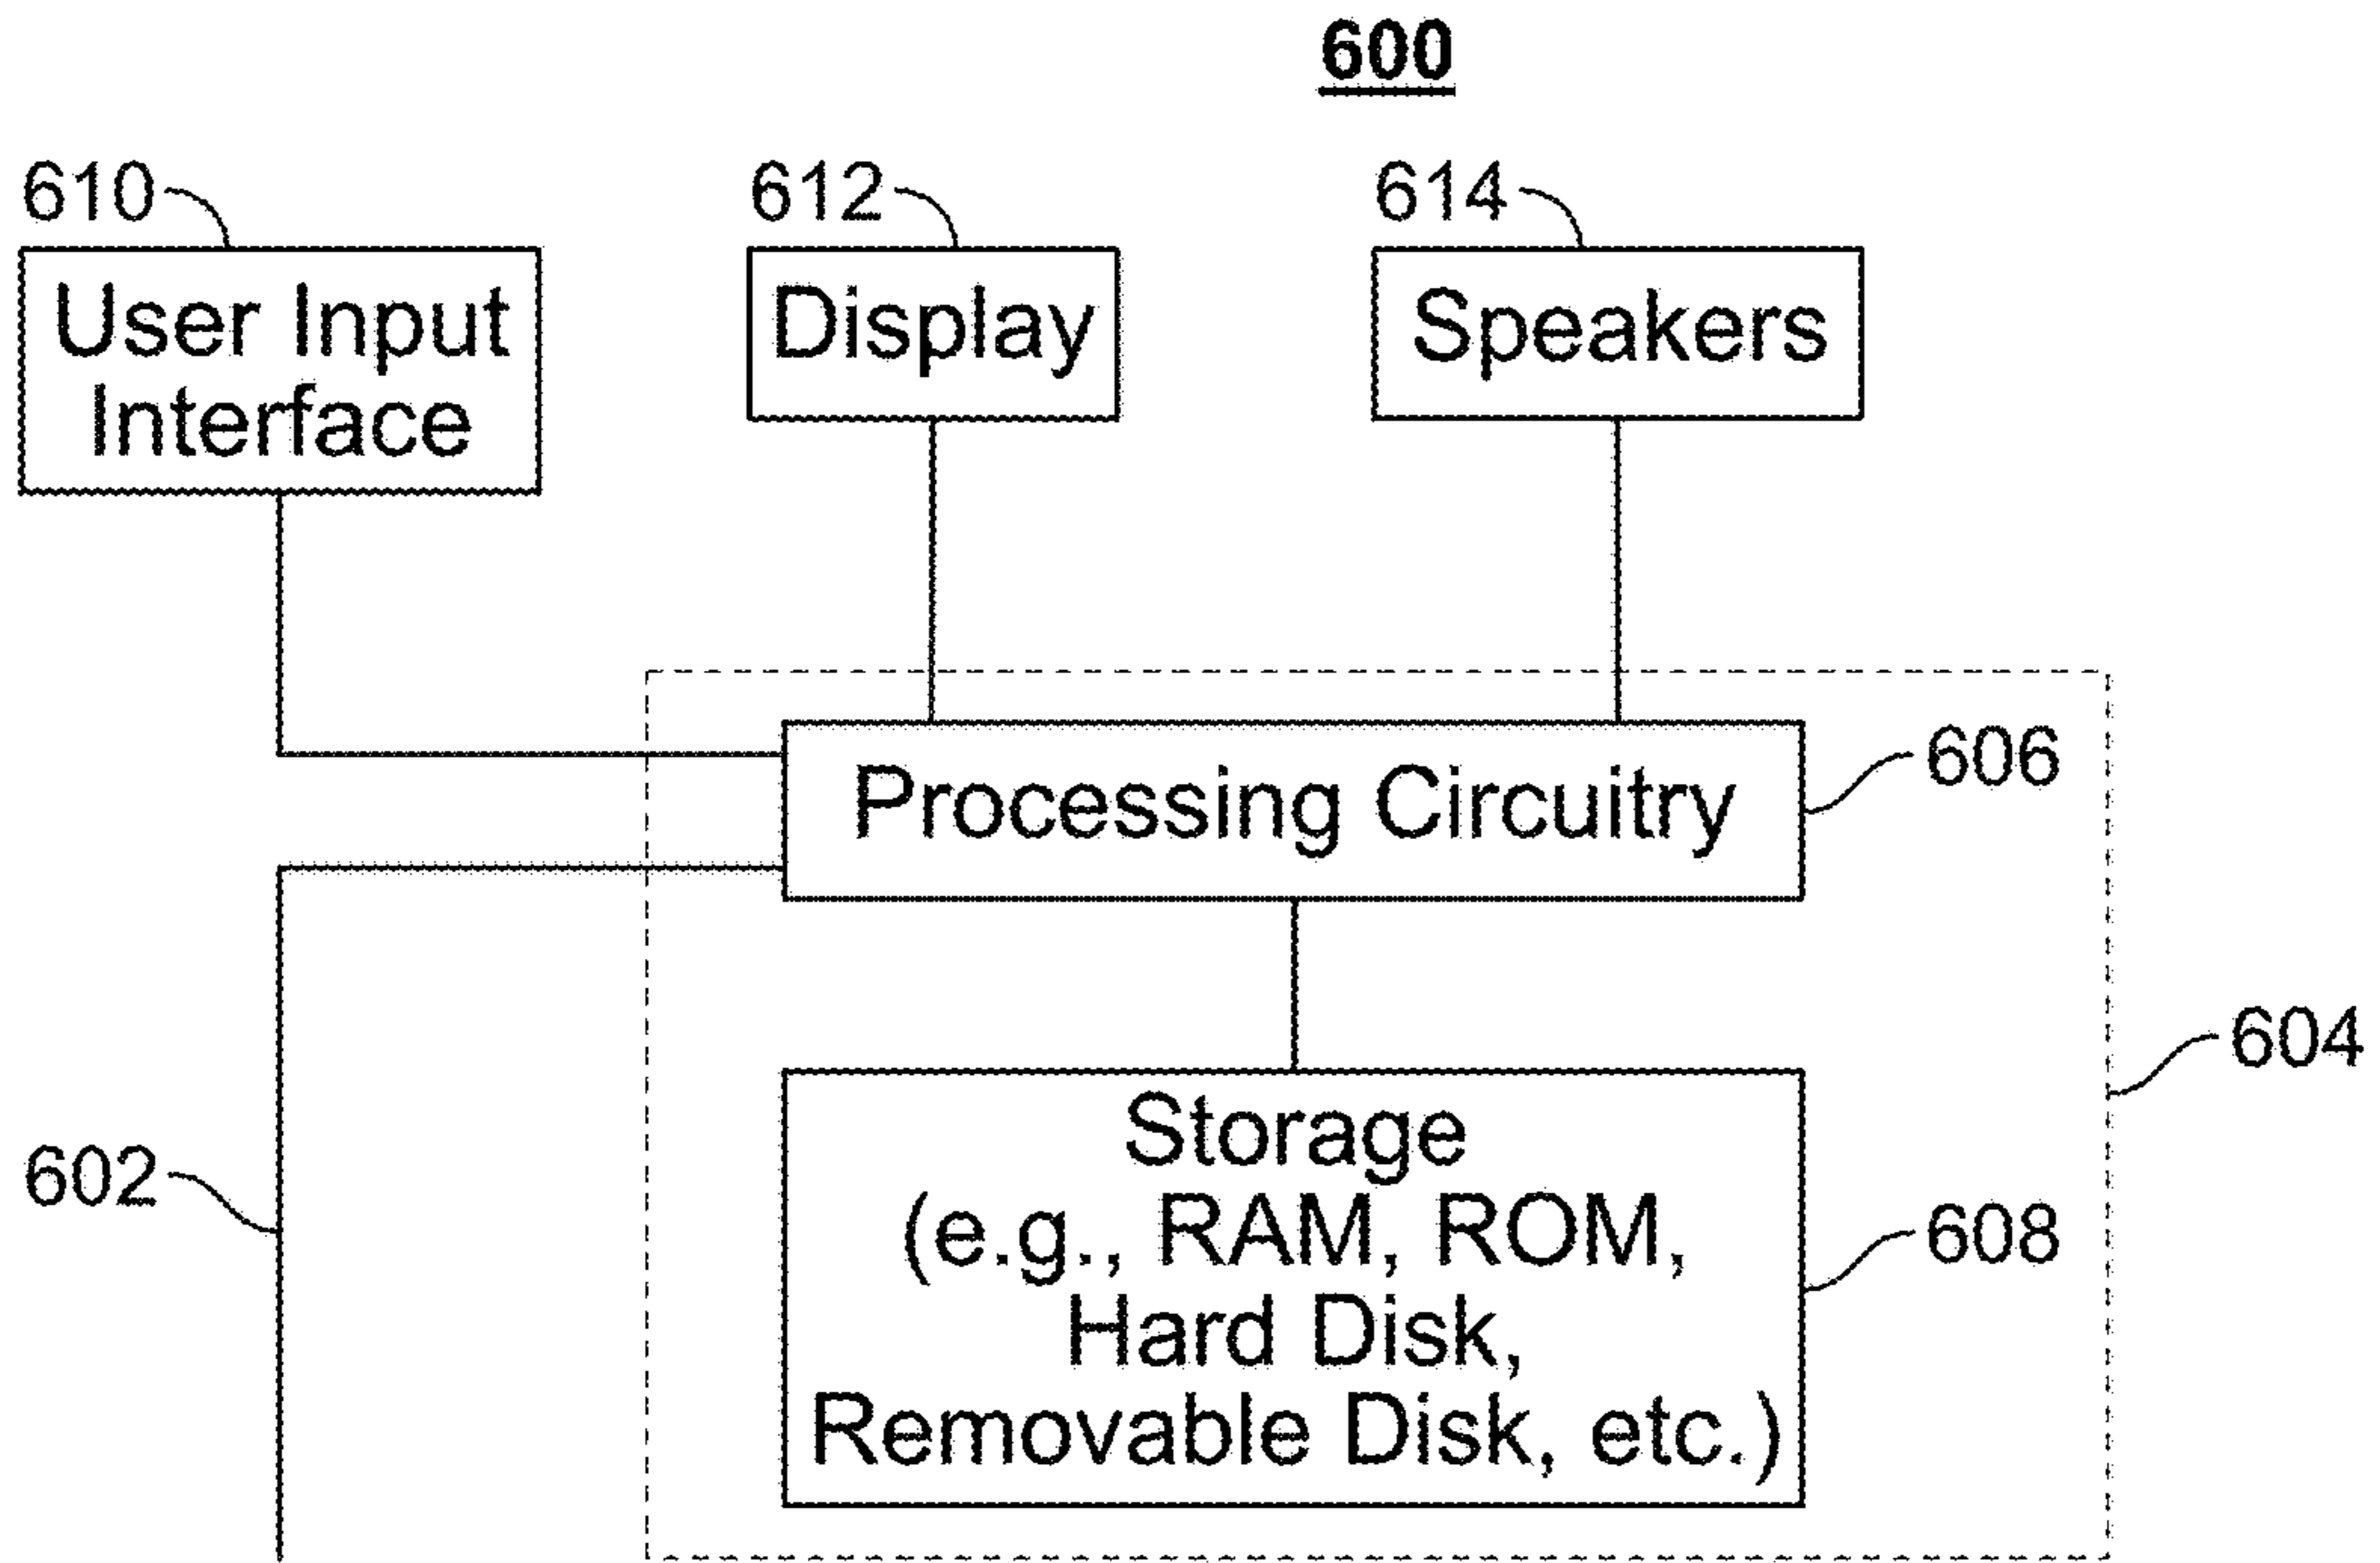 600
610
612
614
User Input
Interface
Display
Speakers
Processing Circuitry
606
604
602
Storage
(e.g., RAM, ROM,
Hard Disk,
Removable Disk, etc.)
608